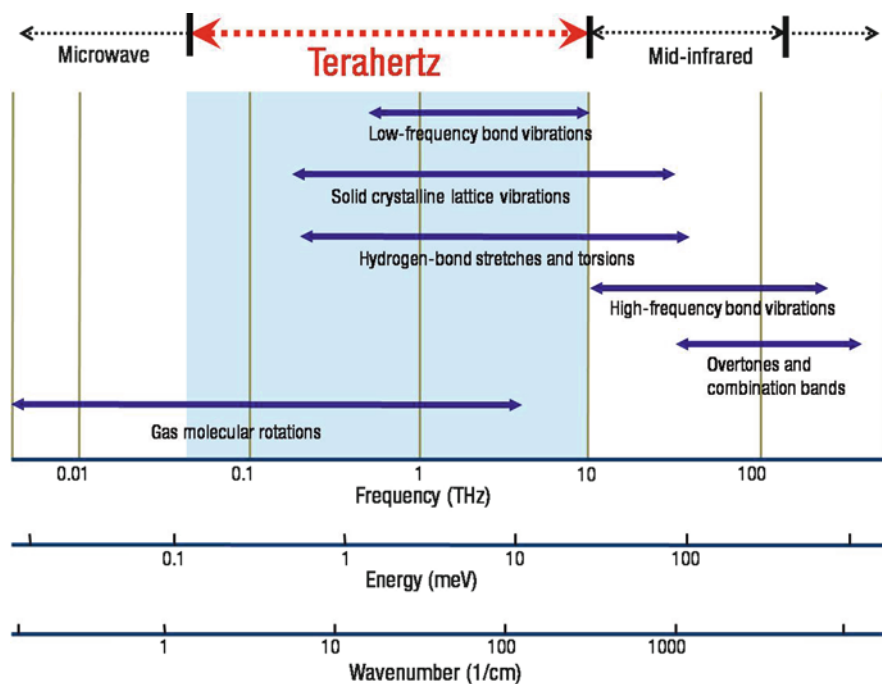 Microwave
Terahertz
Mid-infrared
Low-frequency bond vibrations
Solid crystalline lattice vibrations
Hydrogen-bond stretches and torsions
High-frequency bond vibrations
Overtones and
combination bands
Gas molecular rotations
0.01 0.1 1 10 100
Frequency (THz)
0.1 1 10 100
Energy (meV)
1 10 100 1000
Wavenumber (1/cm)